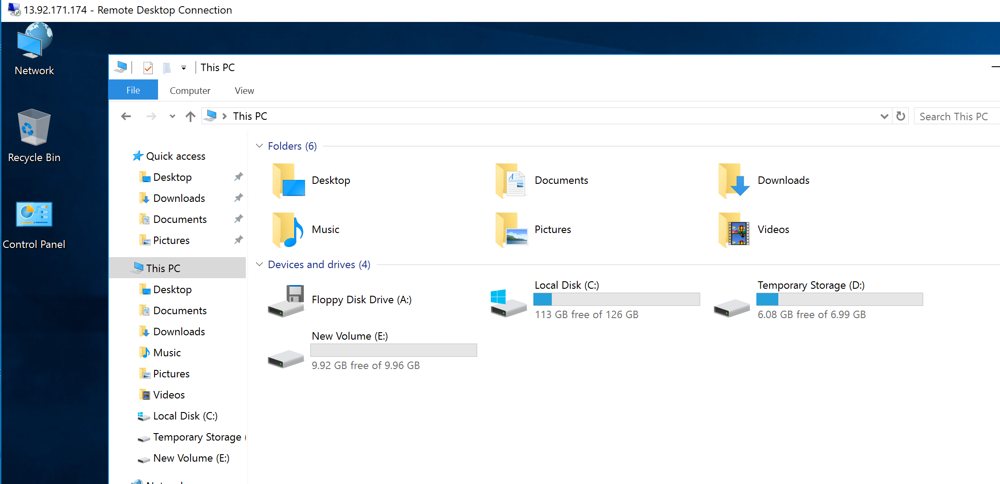 13.92.171.174 - Remote Desktop Connection
Network
Recycle Bin
Control Panel
This PC
File Computer View
This PC
Search This PC
Quick access
Desktop
Downloads
Documents
Pictures
This PC
Desktop
Documents
Downloads
Music
Pictures
Videos
Local Disk (C:)
Temporary Storage (
New Volume (E:)
Folders (6)
Desktop
Documents
Downloads
Music
Pictures
Videos
Devices and drives (4)
Floppy Disk Drive (A:)
Local Disk (C:)
113 GB free of 126 GB
Temporary Storage (D:)
6.08 GB free of 6.99 GB
New Volume (E:)
9.92 GB free of 9.96 GB